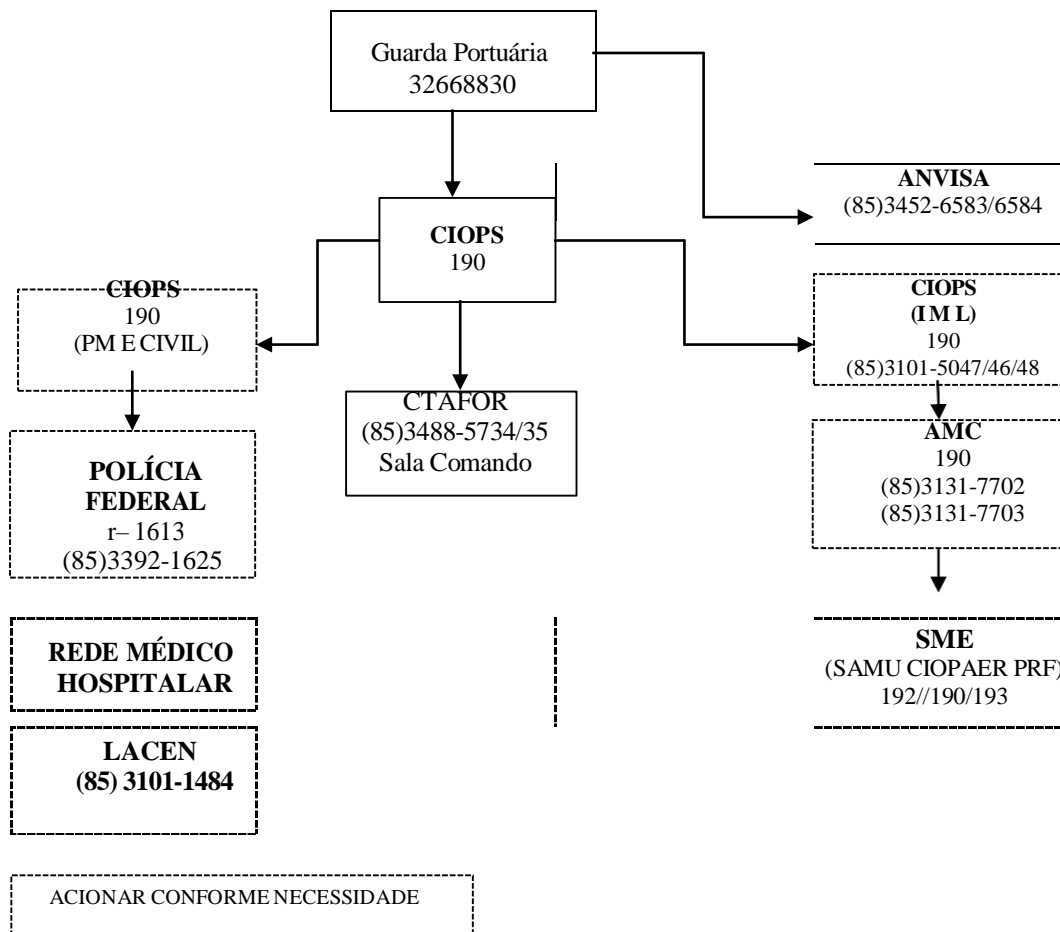 Guarda Portuária
32668830
ANVISA
(85)3452-6583/6584
CIOPS
190
CIOPS
190
(PM E CIVIL)
CIOPS
(I M L)
190
(85)3101-5047/46/48
CTAFOR
(85)3488-5734/35
Sala Comando
POLÍCIA
FEDERAL
r– 1613
(85)3392-1625
AMC
190
(85)3131-7702
(85)3131-7703
REDE MÉDICO
HOSPITALAR
SME
(SAMU CIOPAER PRF)
192//190/193
LACEN
(85) 3101-1484
ACIONAR CONFORME NECESSIDADE